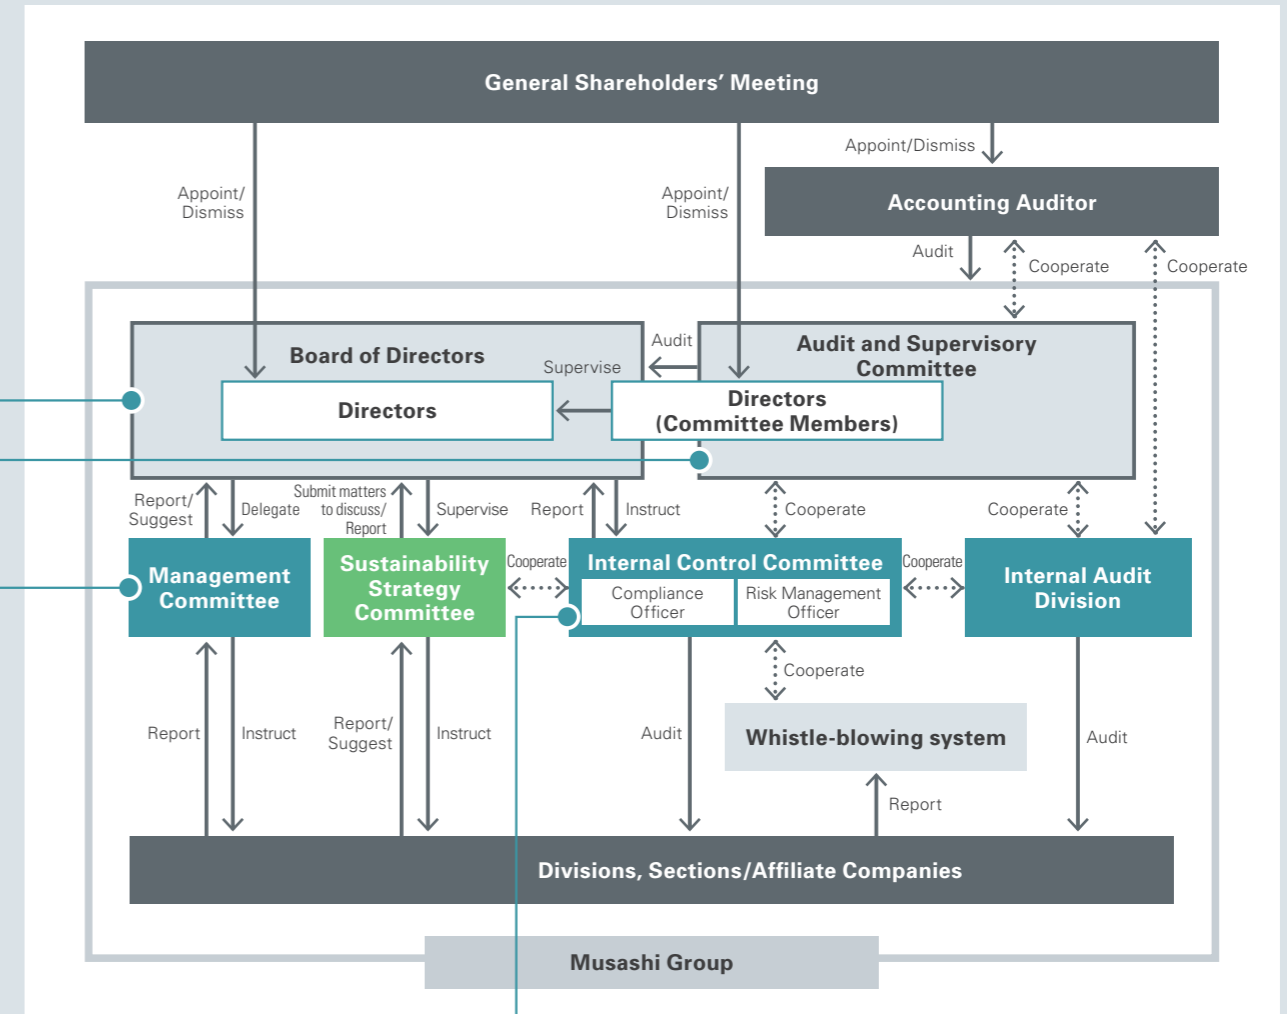 General Shareholders’ Meeting
Appoint/Dismiss
Appoint/
Dismiss
Appoint/
Dismiss
Accounting Auditor
Audit
Cooperate
Cooperate
Board of Directors
Audit
Audit and Supervisory
Committee
Supervise
Directors
Directors
(Committee Members)
Report/
Suggest
Delegate
Submit matters
to discuss/
Report
Supervise
Report
Instruct
Cooperate
Cooperate
Management
Committee
Sustainability
Strategy
Committee
Cooperate
Internal Control Committee
Compliance
Officer
Risk Management
Officer
Cooperate
Internal Audit
Division
Cooperate
Report
Instruct
Report/
Suggest
Instruct
Audit
Whistle-blowing system
Audit
Report
Divisions, Sections/Affiliate Companies
Musashi Group